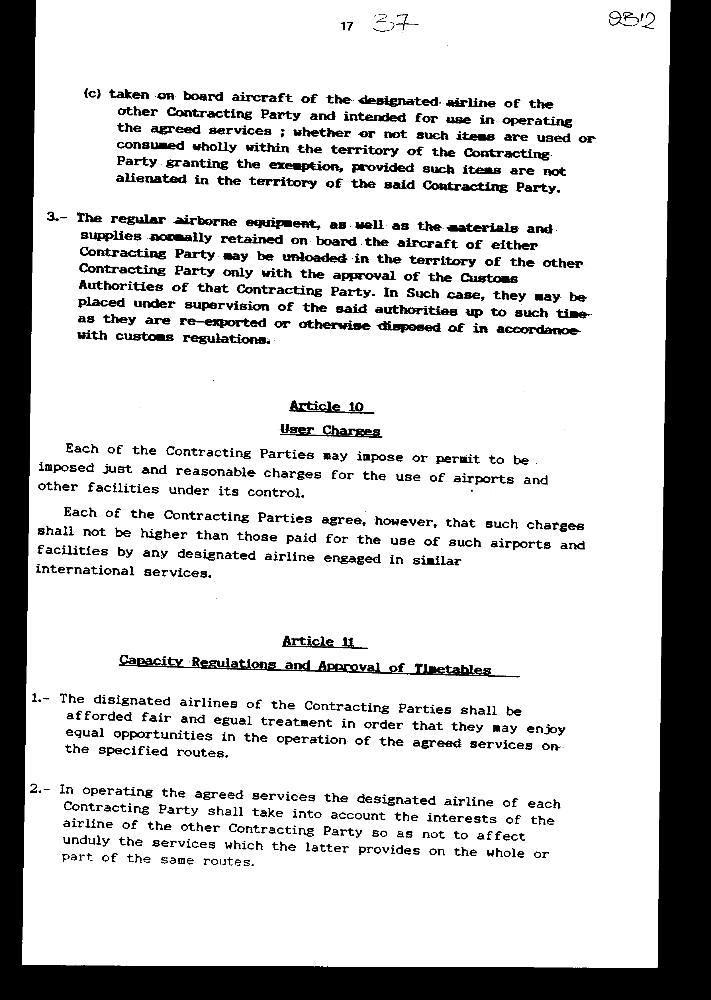 17 37 2312
(c) taken on board aircraft of the designated airline of the
other Contracting Party and intended for use in operating
the agreed services ; whether or not such items are used or
consumed wholly within the territory of the Contracting
Party granting the exemption, provided such items are not
alienated in the territory of the said Contracting Party.
3.- The regular airborne equipment, as well as the materials and
supplies normally retained on board the aircraft of either
Contracting Party may be unloaded in the territory of the other
Contracting Party only with the approval of the Customs
Authorities of that Contracting Party. In Such case, they may be
placed under supervision of the said authorities up to such time
as they are re-exported or otherwise disposed of in accordance
with customs regulations.
Article 10
User Charges
Each of the Contracting Parties may impose or permit to be
imposed just and reasonable charges for the use of airports and
other facilities under its control.
Each of the Contracting Parties agree, however, that such charges
shall not be higher than those paid for the use of such airports and
facilities by any designated airline engaged in similar
international services.
Article 11
Capacity Regulations and Approval of Timetables
1.- The disignated airlines of the Contracting Parties shall be
afforded fair and egual treatment in order that they may enjoy
equal opportunities in the operation of the agreed services on
the specified routes.
2.- In operating the agreed services the designated airline of each
Contracting Party shall take into account the interests of the
airline of the other Contracting Party so as not to affect
unduly the services which the latter provides on the whole or
part of the same routes.